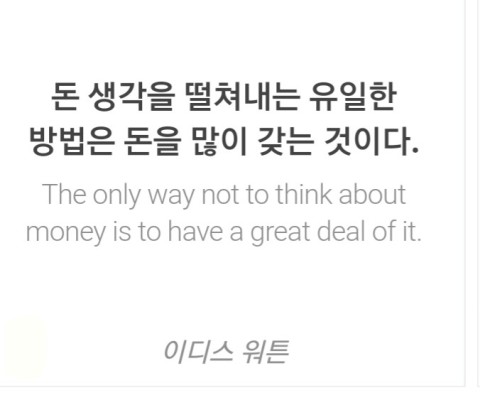 돈 생각을 떨쳐내는 유일한
방법은 돈을 많이 갖는 것이다.
The only way not to think about
money is to have a great deal of it.
이디스 워튼